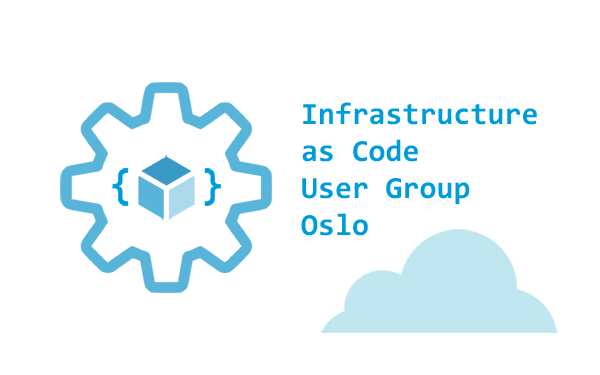 { }
Infrastructure
as Code
User Group
Oslo